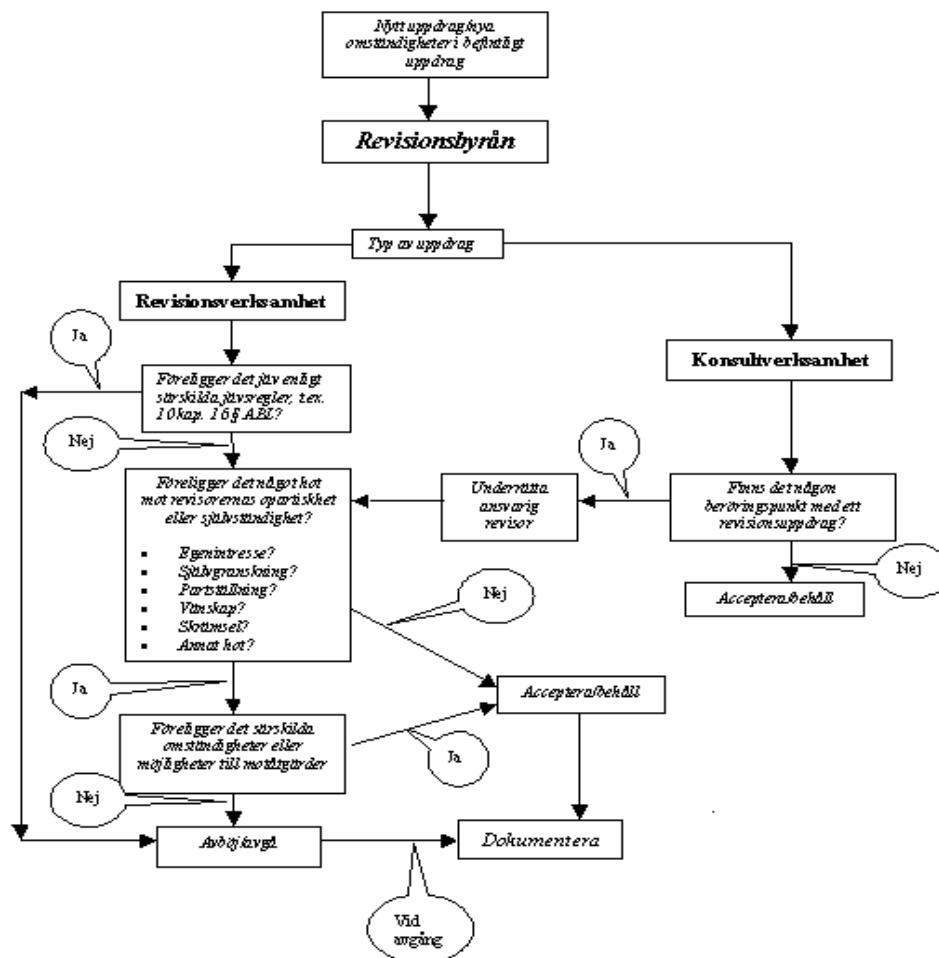 Nytt uppdrag/nya
omständigheter i befintligt
uppdrag
Revisionsbyrån
Typ av uppdrag
Revisionsverksamhet
Konsultverksamhet
Ja
Föreligger det jäv enligt
särskilda jävsregler, t.ex.
10 kap. 16 § ABL?
Nej
Föreligger det något hot
mot revisorernas opartiskhet
eller självständighet?
▪ Egenintresse?
▪ Självgranskning?
▪ Partställning?
▪ Vänskap?
▪ Skrämsel?
▪ Annat hot?
Underrätta
ansvarig
revisor
Ja
Finns det någon
beröringspunkt med ett
revisionsuppdrag?
Nej
Acceptera/behåll
Nej
Ja
Acceptera/behåll
Föreligger det särskilda
omständigheter eller
möjligheter till motåtgärder
Ja
Nej
Avböj/avgå
Dokumentera
Vid
avgång